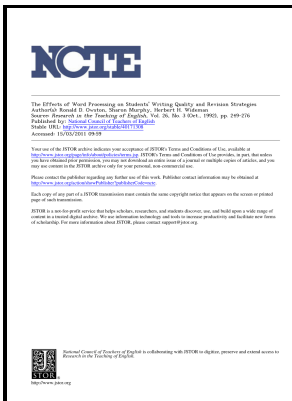 NCTE
The Effects of Word Processing on Students' Writing Quality and Revision Strategies
Author(s): Ronald D. Owston, Sharon Murphy, Herbert H. Wideman
Source: Research in the Teaching of English, Vol. 26, No. 3 (Oct., 1992), pp. 249-276
Published by: National Council of Teachers of English
Stable URL: http://www.jstor.org/stable/40171308
Accessed: 15/03/2011 09:59
Your use of the JSTOR archive indicates your acceptance of JSTOR's Terms and Conditions of Use, available at
http://www.jstor.org/page/info/about/policies/terms.jsp. JSTOR's Terms and Conditions of Use provides, in part, that unless
you have obtained prior permission, you may not download an entire issue of a journal or multiple copies of articles, and you
may use content in the JSTOR archive only for your personal, non-commercial use.
Please contact the publisher regarding any further use of this work. Publisher contact information may be obtained at
http://www.jstor.org/action/showPublisher?publisherCode=ncte.
Each copy of any part of a JSTOR transmission must contain the same copyright notice that appears on the screen or printed
page of such transmission.
JSTOR is a not-for-profit service that helps scholars, researchers, and students discover, use, and build upon a wide range of
content in a trusted digital archive. We use information technology and tools to increase productivity and facilitate new forms
of scholarship. For more information about JSTOR, please contact support@jstor.org.
National Council of Teachers of English is collaborating with JSTOR to digitize, preserve and extend access to
Research in the Teaching of English.
JSTOR
®
http://www.jstor.org